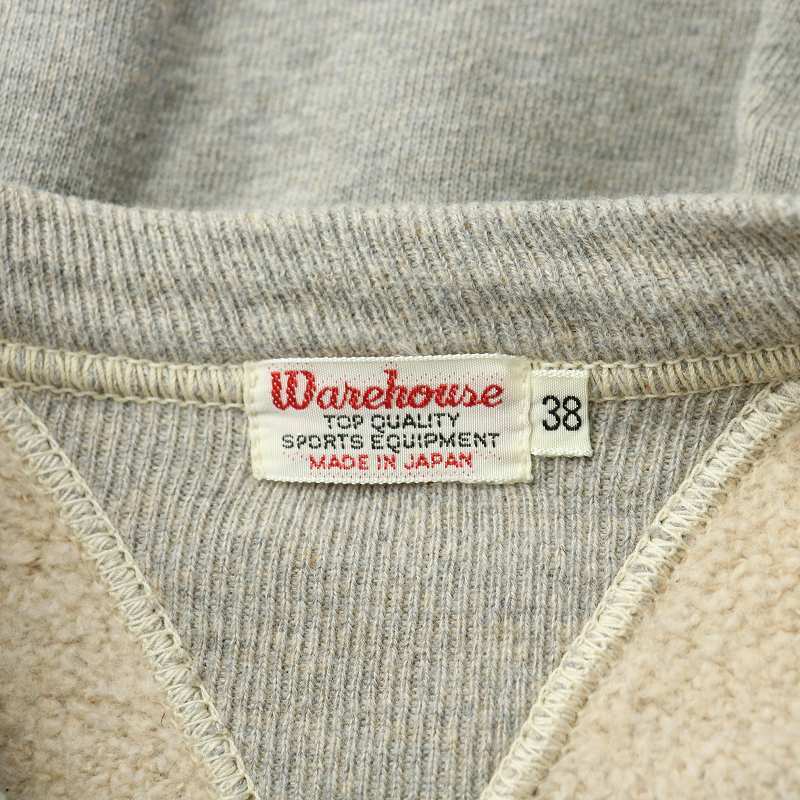 Warehouse
TOP QUALITY
SPORTS EQUIPMENT
MADE IN JAPAN
38